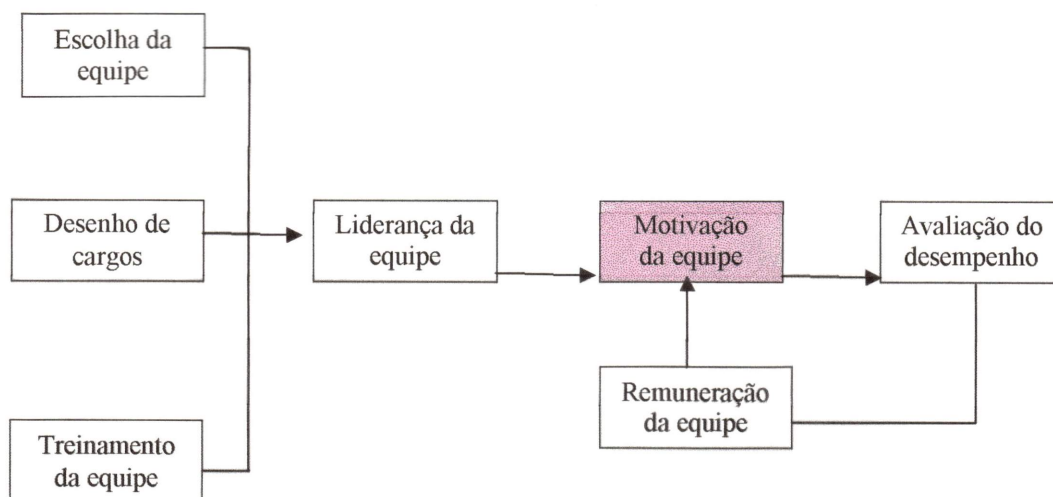 Escolha da
equipe
Desenho de
cargos
Liderança da
equipe
Motivação
da equipe
Avaliação do
desempenho
Remuneração
da equipe
Treinamento
da equipe